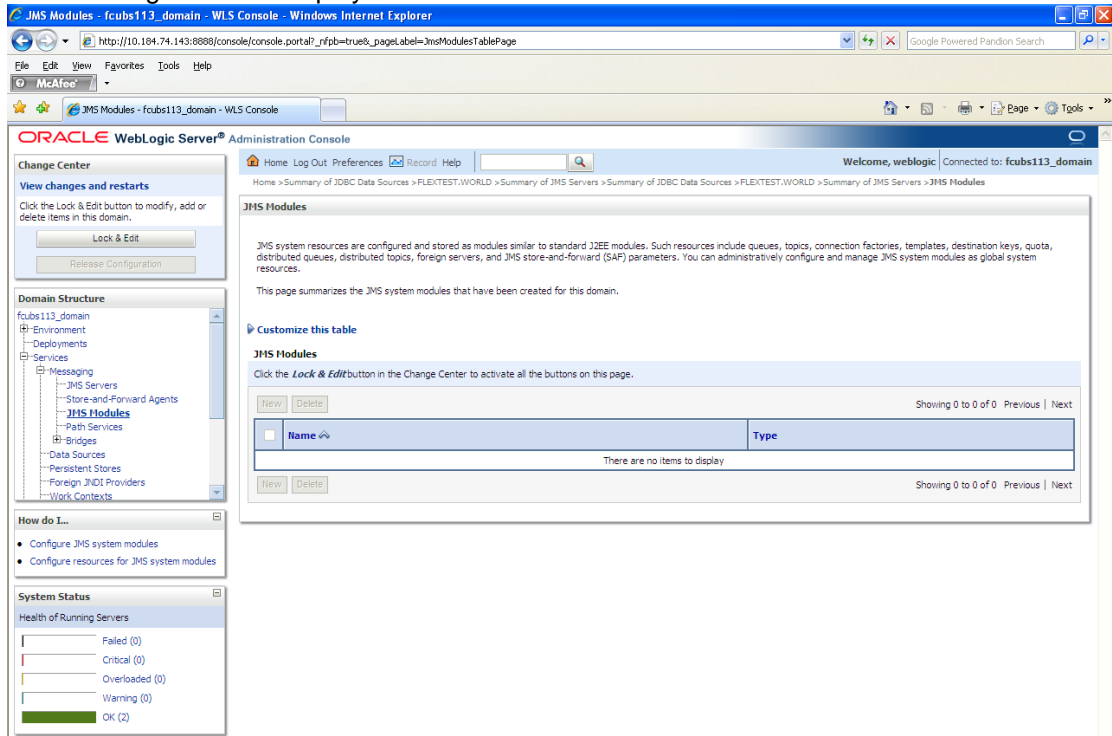 JMS Modules - fcubs113_domain - WLS Console - Windows Internet Explorer
http://10.184.74.143:8888/console/console.portal?_nfpb=true&_pageLabel=JmsModulesTablePage
Google Powered Pandion Search
File Edit View Favorites Tools Help
McAfee
JMS Modules - fcubs113_domain - WLS Console
Page Tools
ORACLE WebLogic Server® Administration Console
Change Center
View changes and restarts
Click the Lock & Edit button to modify, add or
delete items in this domain.
Lock & Edit
Release Configuration
Domain Structure
fcubs113_domain
Environment
Deployments
Services
Messaging
JMS Servers
Store-and-Forward Agents
JMS Modules
Path Services
Bridges
Data Sources
Persistent Stores
Foreign JNDI Providers
Work Contexts
How do I...
Configure JMS system modules
Configure resources for JMS system modules
System Status
Health of Running Servers
Failed (0)
Critical (0)
Overloaded (0)
Warning (0)
OK (2)
Home Log Out Preferences Record Help
Welcome, weblogic Connected to: fcubs113_domain
Home >Summary of JDBC Data Sources >FLEXTEST.WORLD >Summary of JMS Servers >Summary of JDBC Data Sources >FLEXTEST.WORLD >Summary of JMS Servers >JMS Modules
JMS Modules
JMS system resources are configured and stored as modules similar to standard J2EE modules. Such resources include queues, topics, connection factories, templates, destination keys, quota,
distributed queues, distributed topics, foreign servers, and JMS store-and-forward (SAF) parameters. You can administratively configure and manage JMS system modules as global system
resources.
This page summarizes the JMS system modules that have been created for this domain.
Customize this table
JMS Modules
Click the Lock & Edit button in the Change Center to activate all the buttons on this page.
New Delete
Showing 0 to 0 of 0 Previous | Next
Name Type
There are no items to display
New Delete
Showing 0 to 0 of 0 Previous | Next